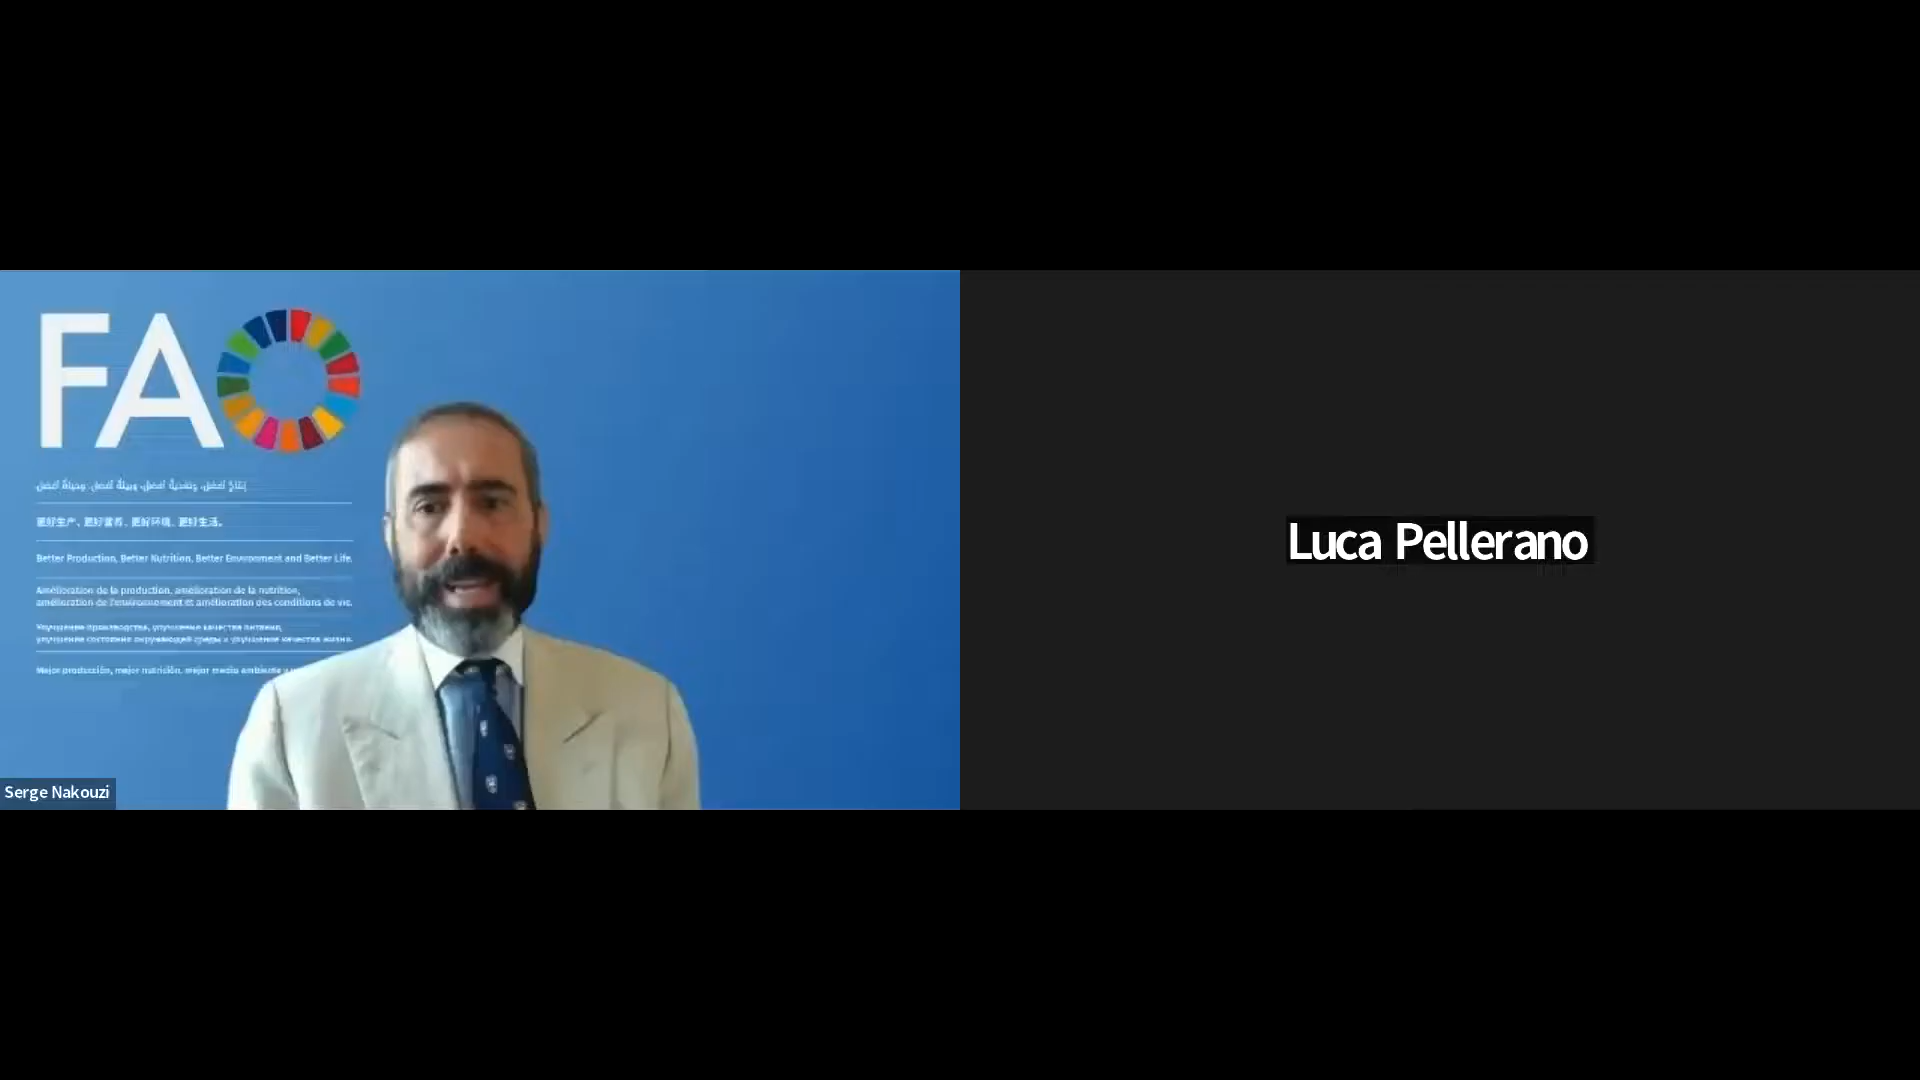 FAO
إنتاجٌ أفضل، وتغذيةٌ أفضل، وبيئةٌ أفضل، وحياةٌ أفضل
更好生产、更好营养、更好环境、更好生活。
Better Production, Better Nutrition, Better Environment and Better Life.
Amélioration de la production, amélioration de la nutrition,
amélioration de l'environnement et amélioration des conditions de vie.
Улучшение производства, улучшение качества питания,
улучшение состояния окружающей среды и улучшение качества жизни.
Mejor producción, mejor nutrición, mejor medio ambiente
Serge Nakouzi
Luca Pellerano